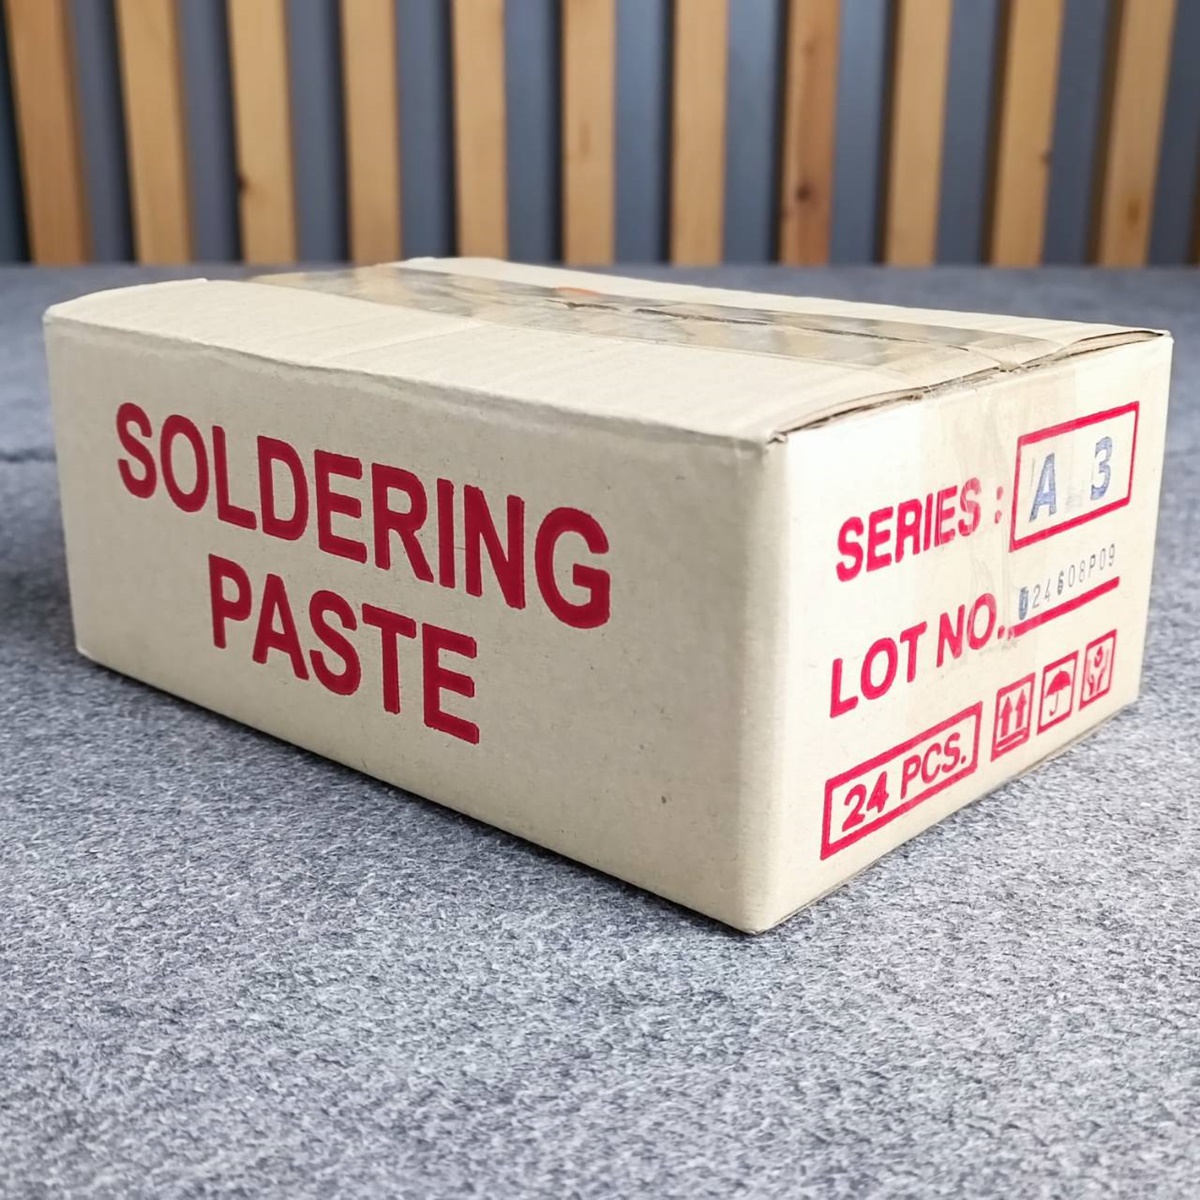 SOLDERING
PASTE
SERIES : A 3
LOT NO.
24 PCS.